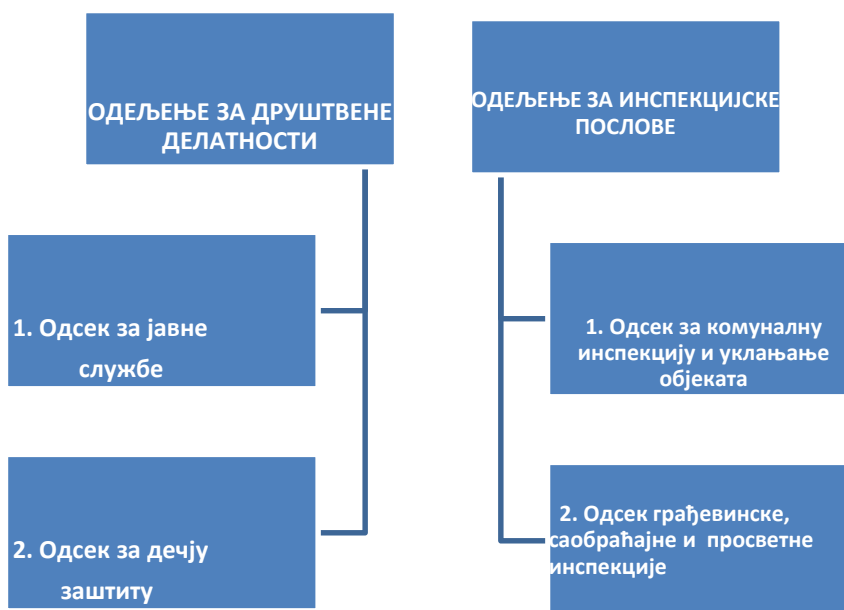 ОДЕЉЕЊЕ ЗА ДРУШТВЕНЕ
ДЕЛАТНОСТИ
1. Одсек за јавне
службе
2. Одсек за дечју
заштиту
ОДЕЉЕЊЕ ЗА ИНСПЕКЦИЈСКЕ
ПОСЛОВЕ
1. Одсек за комуналну
инспекцију и уклањање
објеката
2. Одсек грађевинске,
саобраћајне и просветне
инспекције